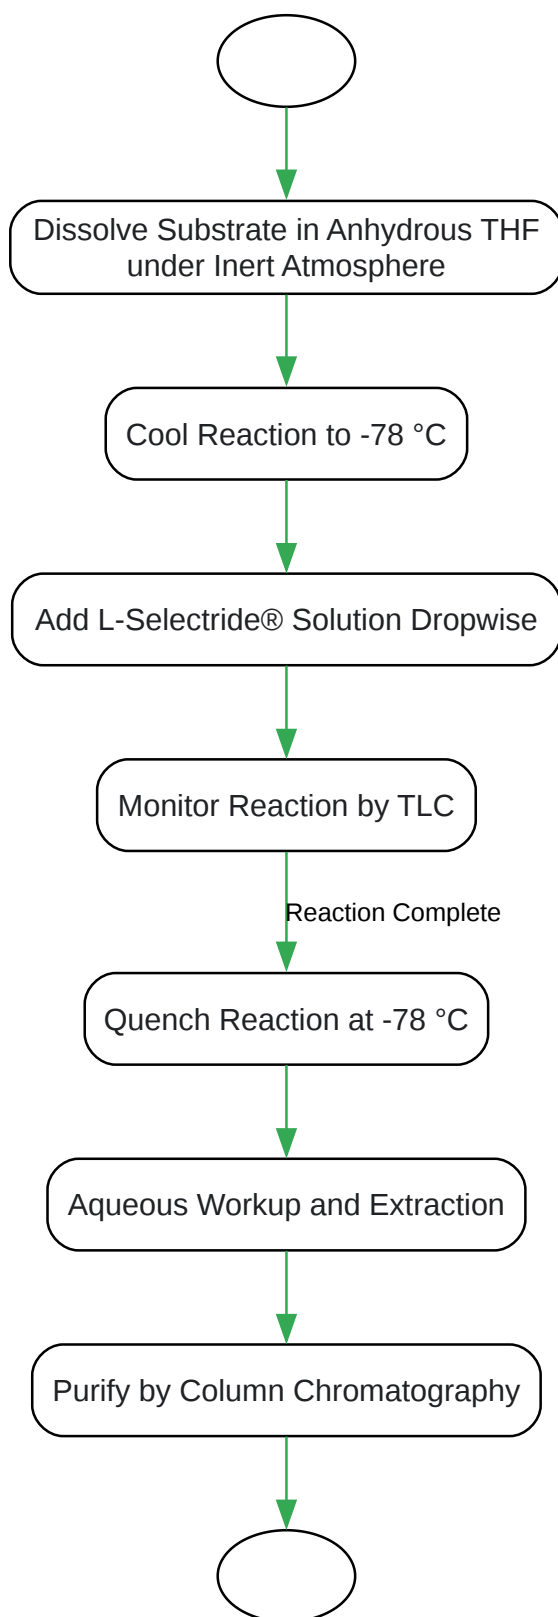 Dissolve Substrate in Anhydrous THF
under Inert Atmosphere
Cool Reaction to -78 °C
Add L-Selectride® Solution Dropwise
Monitor Reaction by TLC
Reaction Complete
Quench Reaction at -78 °C
Aqueous Workup and Extraction
Purify by Column Chromatography